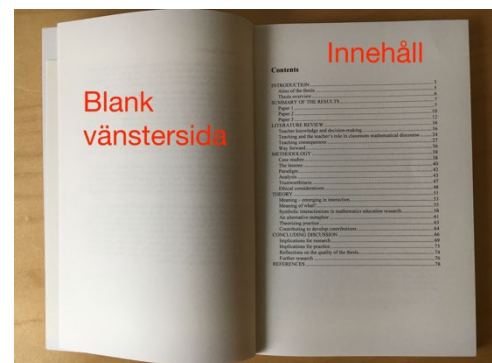 Blank
vänstersida
Innehåll
Contents
INTRODUCTION
Aims of the thesis
Thesis overview
SUMMARY OF THE RESULTS
Paper 1
Paper 2
Paper 3
LITERATURE REVIEW
Teacher knowledge and decision-making
Teaching and the teacher's role in classroom mathematical discourse
Teaching consequences
Way forward
METHODOLOGY
Case studies
The lessons
Paradigm
Analysis
Trustworthiness
Ethical considerations
THEORY
Meaning – emerging in interaction
Meaning of what?
Symbolic interactionism in mathematics education research
An alternative metaphor
Theorizing practice
Contributing to develop contributions
CONCLUDING DISCUSSION
Implications for research
Implications for practice
Reflections on the quality of the thesis
Further research
REFERENCES